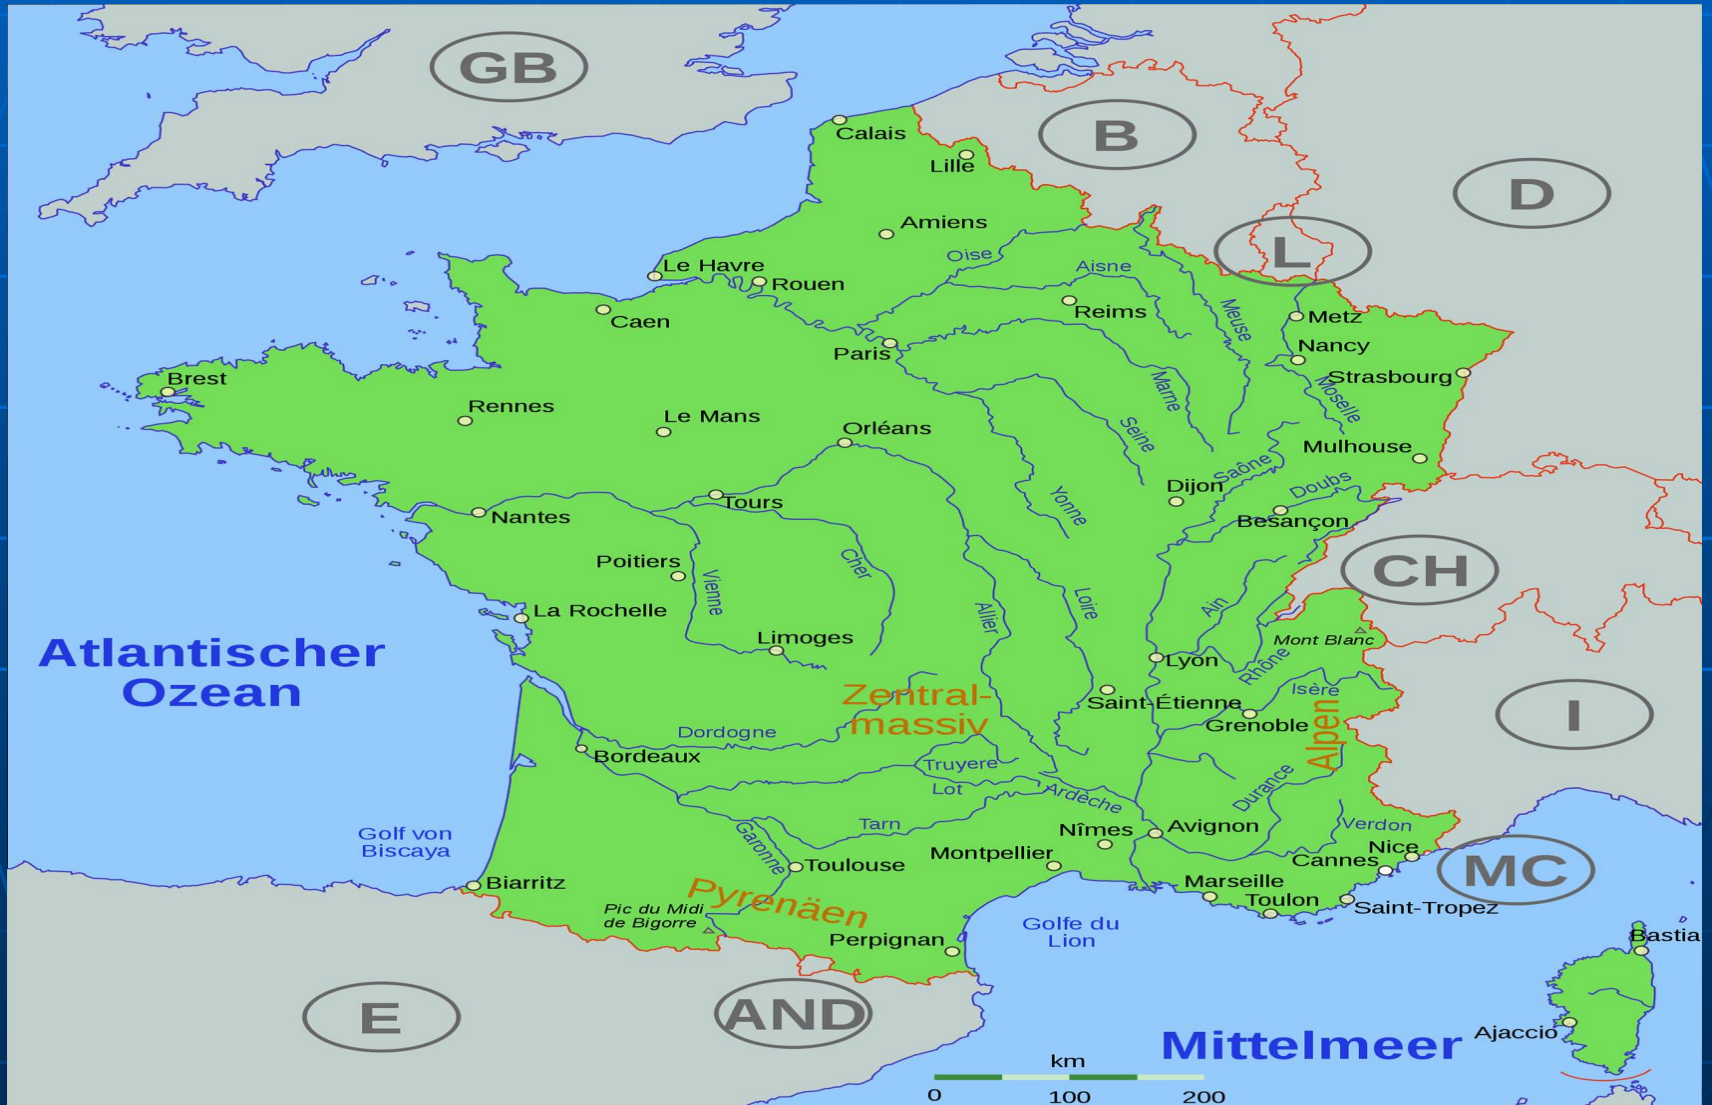 GB
B
D
L
CH
I
MC
E
AND
Calais
Lille
Amiens
Oise
Aisne
Le Havre
Rouen
Caen
Reims
Meuse
Metz
Nancy
Paris
Strasbourg
Moselle
Marne
Brest
Rennes
Le Mans
Orléans
Seine
Mulhouse
Saône
Dijon
Doubs
Besançon
Yonne
Tours
Nantes
Poitiers
Vienne
Cher
Allier
Loire
Ain
La Rochelle
Limoges
Mont Blanc
Lyon
Rhône
Isère
Atlantischer
Ozean
Zentral-
massiv
Saint-Étienne
Grenoble
Alpen
Dordogne
Bordeaux
Truyere
Lot
Ardèche
Durance
Tarn
Nîmes
Avignon
Verdon
Golf von
Biscaya
Garonne
Toulouse
Montpellier
Nice
Cannes
Biarritz
Pyrenäen
Marseille
Toulon
Saint-Tropez
Pic du Midi
de Bigorre
Perpignan
Golfe du
Lion
Bastia
Ajaccio
Mittelmeer
km
0 100 200